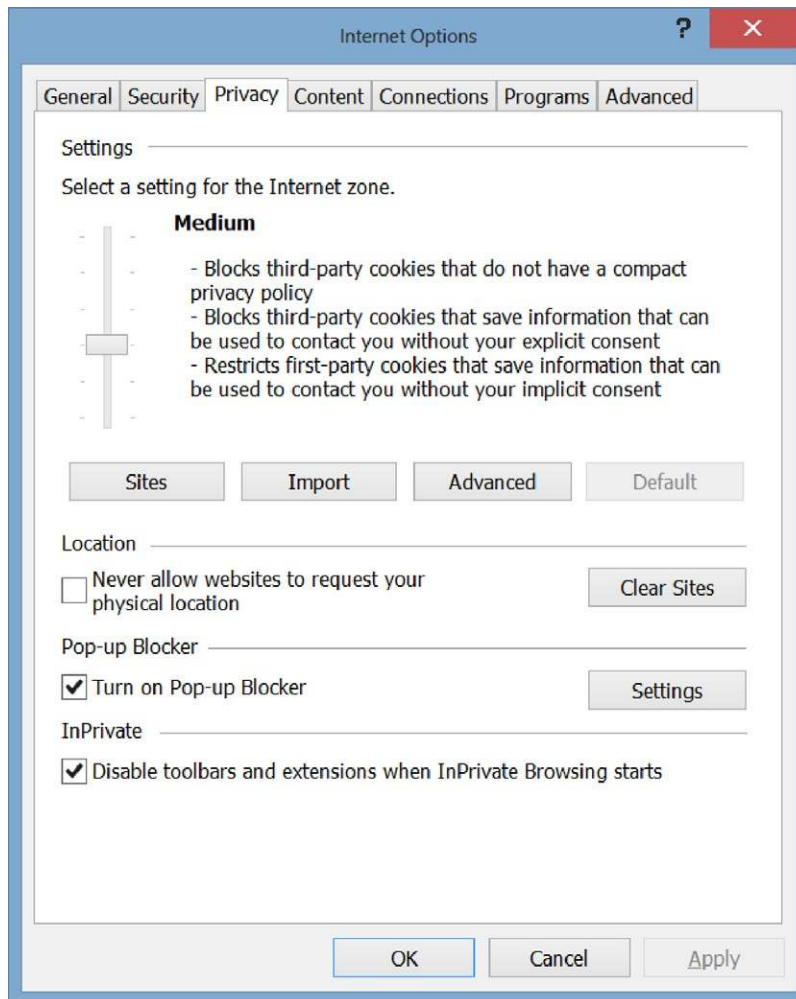 Internet Options
?
General Security Privacy Content Connections Programs Advanced
Settings
Select a setting for the Internet zone.
Medium
- Blocks third-party cookies that do not have a compact
privacy policy
- Blocks third-party cookies that save information that can
be used to contact you without your explicit consent
- Restricts first-party cookies that save information that can
be used to contact you without your implicit consent
Sites Import Advanced Default
Location
Never allow websites to request your
physical location
Clear Sites
Pop-up Blocker
Turn on Pop-up Blocker
Settings
InPrivate
Disable toolbars and extensions when InPrivate Browsing starts
OK Cancel Apply